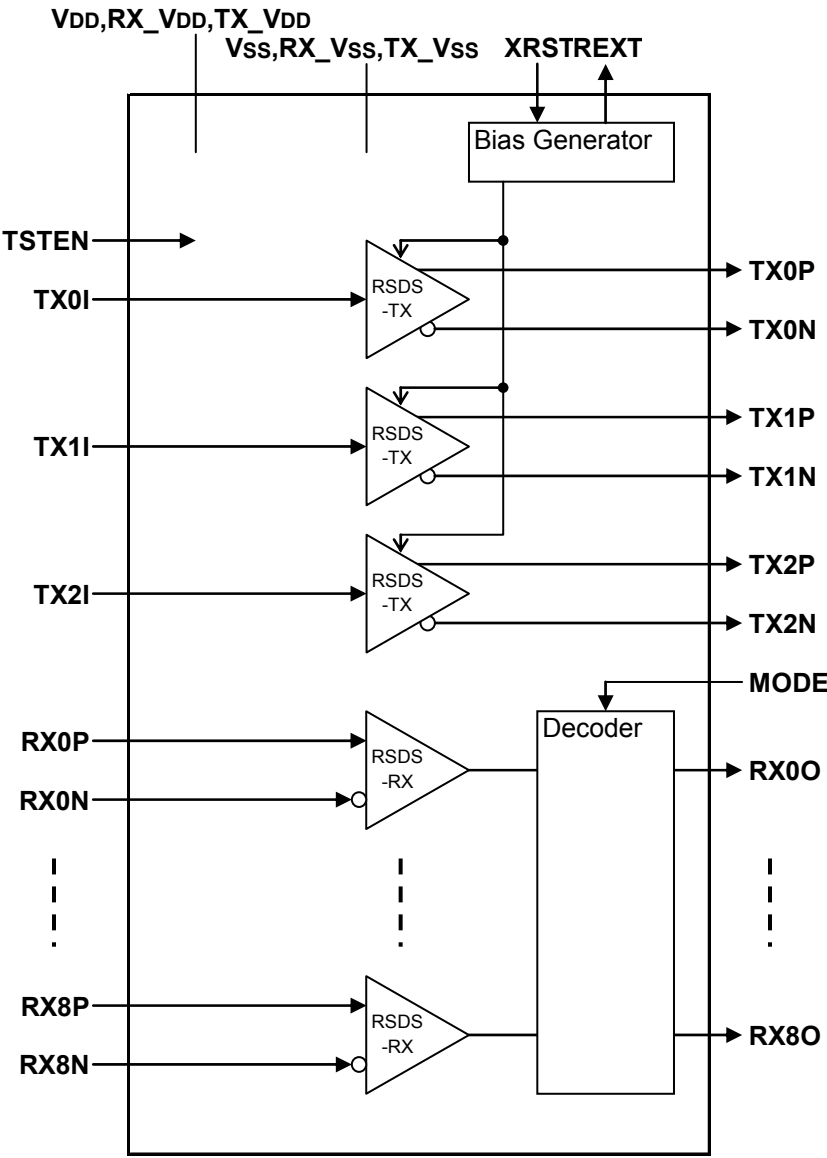 VDD,RX_VDD,TX_VDD
VSS,RX_VSS,TX_VSS XRSTREXT
Bias Generator
TSTEN
RSDS
-TX
TX0P
TX0I
TX0N
RSDS
-TX
TX1P
TX1I
TX1N
RSDS
-TX
TX2P
TX2I
TX2N
MODE
Decoder
RX0P
RSDS
-RX
RX0O
RX0N
RX8P
RSDS
-RX
RX8O
RX8N